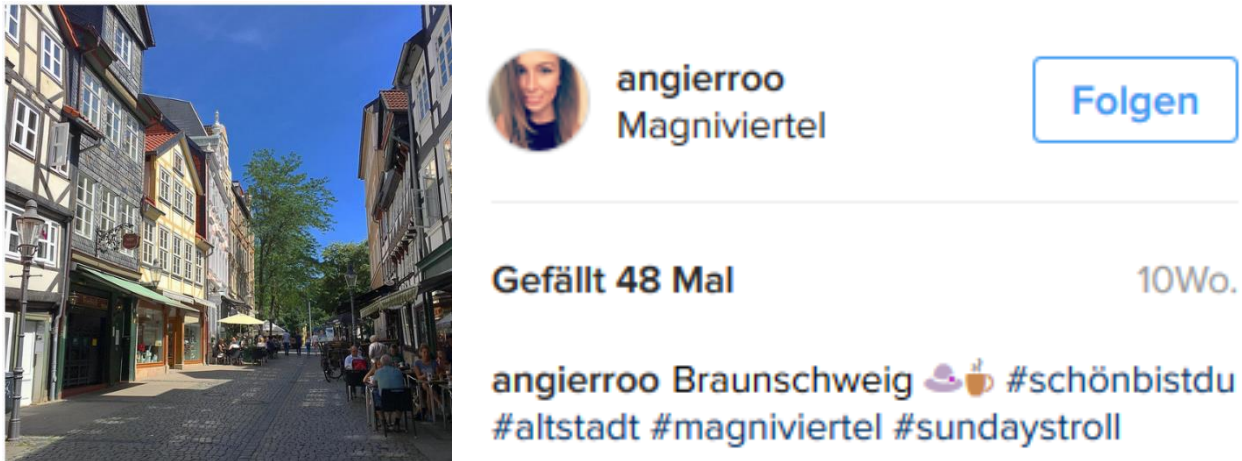 angierroo
Magniviertel
Folgen
Gefällt 48 Mal
10Wo.
angierroo Braunschweig 👒☕ #schönbistdu
#altstadt #magniviertel #sundaystroll